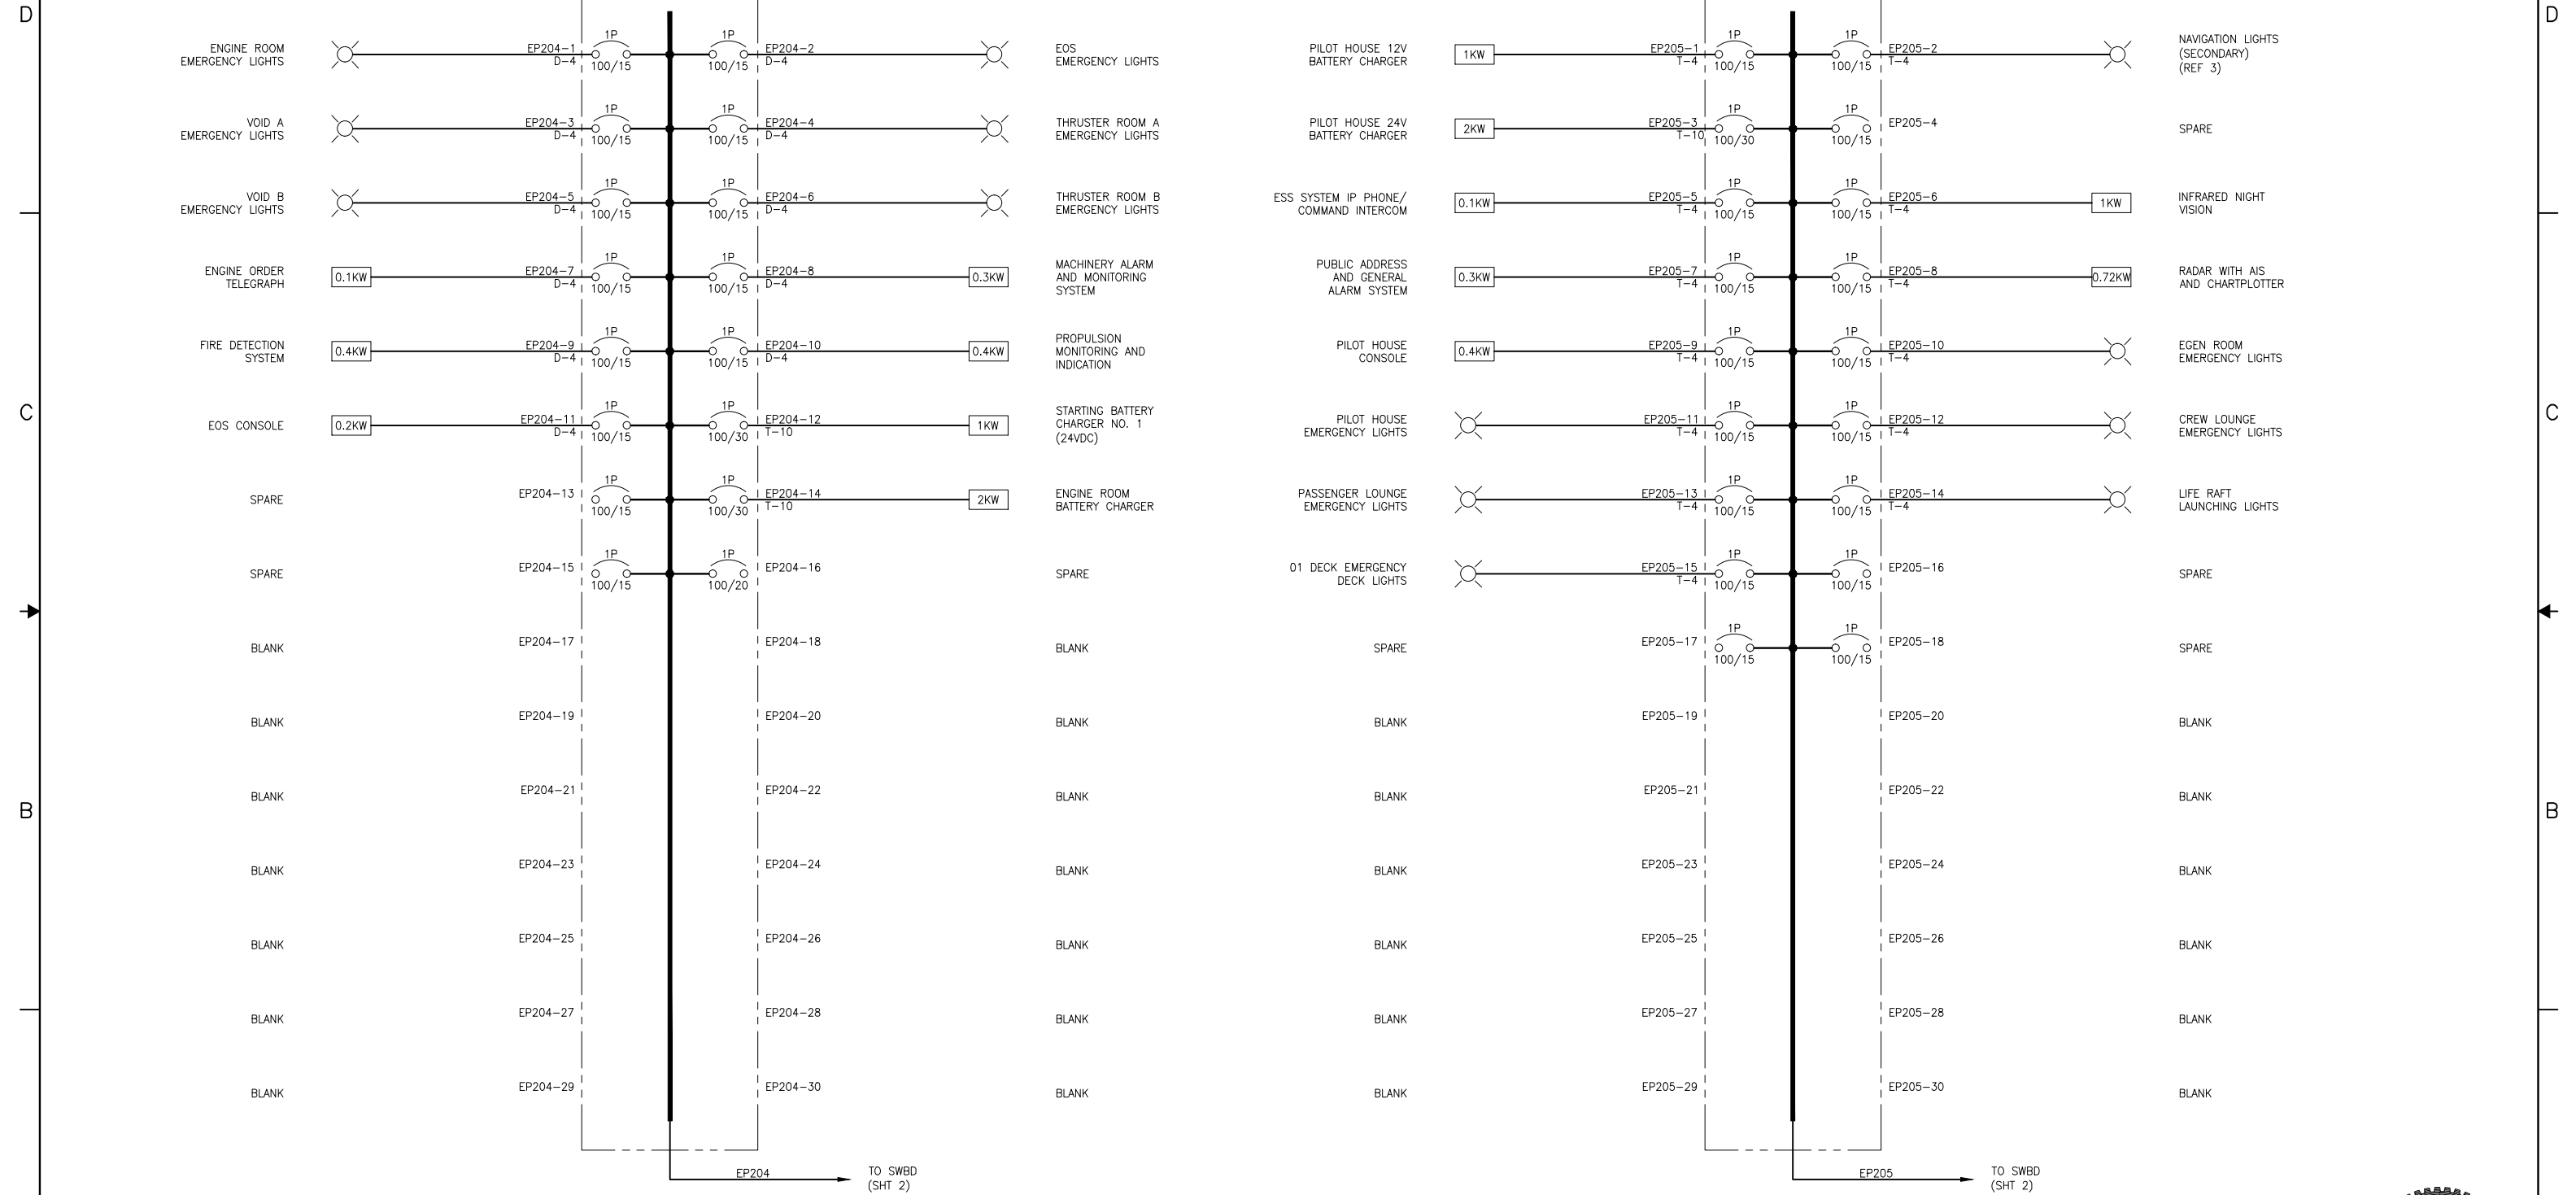 D
D
1P
1P
1P
1P
ENGINE ROOM
EMERGENCY LIGHTS
EP204-1
D-4
100/15
100/15
EP204-2
D-4
EOS
EMERGENCY LIGHTS
PILOT HOUSE 12V
BATTERY CHARGER
1KW
EP205-1
T-4
100/15
100/15
EP205-2
T-4
NAVIGATION LIGHTS
(SECONDARY)
(REF 3)
1P
1P
1P
1P
VOID A
EMERGENCY LIGHTS
EP204-3
D-4
100/15
100/15
EP204-4
D-4
THRUSTER ROOM A
EMERGENCY LIGHTS
PILOT HOUSE 24V
BATTERY CHARGER
2KW
EP205-3
T-10
100/30
100/15
EP205-4
SPARE
1P
1P
1P
1P
VOID B
EMERGENCY LIGHTS
EP204-5
D-4
100/15
100/15
EP204-6
D-4
THRUSTER ROOM B
EMERGENCY LIGHTS
ESS SYSTEM IP PHONE/
COMMAND INTERCOM
0.1KW
EP205-5
T-4
100/15
100/15
EP205-6
T-4
1KW
INFRARED NIGHT
VISION
1P
1P
1P
1P
ENGINE ORDER
TELEGRAPH
0.1KW
EP204-7
D-4
100/15
100/15
EP204-8
D-4
0.3KW
MACHINERY ALARM
AND MONITORING
SYSTEM
PUBLIC ADDRESS
AND GENERAL
ALARM SYSTEM
0.3KW
EP205-7
T-4
100/15
100/15
EP205-8
T-4
0.72KW
RADAR WITH AIS
AND CHARTPLOTTER
1P
1P
1P
1P
FIRE DETECTION
SYSTEM
0.4KW
EP204-9
D-4
100/15
100/15
EP204-10
D-4
0.4KW
PROPULSION
MONITORING AND
INDICATION
PILOT HOUSE
CONSOLE
0.4KW
EP205-9
T-4
100/15
100/15
EP205-10
T-4
EGEN ROOM
EMERGENCY LIGHTS
C
C
1P
1P
1P
1P
EOS CONSOLE
0.2KW
EP204-11
D-4
100/15
100/30
EP204-12
T-10
1KW
STARTING BATTERY
CHARGER NO. 1
(24VDC)
PILOT HOUSE
EMERGENCY LIGHTS
EP205-11
T-4
100/15
100/15
EP205-12
T-4
CREW LOUNGE
EMERGENCY LIGHTS
1P
1P
1P
1P
SPARE
EP204-13
100/15
100/30
EP204-14
T-10
2KW
ENGINE ROOM
BATTERY CHARGER
PASSENGER LOUNGE
EMERGENCY LIGHTS
EP205-13
T-4
100/15
100/15
EP205-14
T-4
LIFE RAFT
LAUNCHING LIGHTS
1P
1P
1P
1P
SPARE
EP204-15
100/15
100/20
EP204-16
SPARE
01 DECK EMERGENCY
DECK LIGHTS
EP205-15
T-4
100/15
100/15
EP205-16
SPARE
1P
1P
BLANK
EP204-17
EP204-18
BLANK
SPARE
EP205-17
100/15
100/15
EP205-18
SPARE
BLANK
EP204-19
EP204-20
BLANK
BLANK
EP205-19
EP205-20
BLANK
B
B
BLANK
EP204-21
EP204-22
BLANK
BLANK
EP205-21
EP205-22
BLANK
BLANK
EP204-23
EP204-24
BLANK
BLANK
EP205-23
EP205-24
BLANK
BLANK
EP204-25
EP204-26
BLANK
BLANK
EP205-25
EP205-26
BLANK
BLANK
EP204-27
EP204-28
BLANK
BLANK
EP205-27
EP205-28
BLANK
BLANK
EP204-29
EP204-30
BLANK
BLANK
EP205-29
EP205-30
BLANK
EP204
TO SWBD
(SHT 2)
EP205
TO SWBD
(SHT 2)